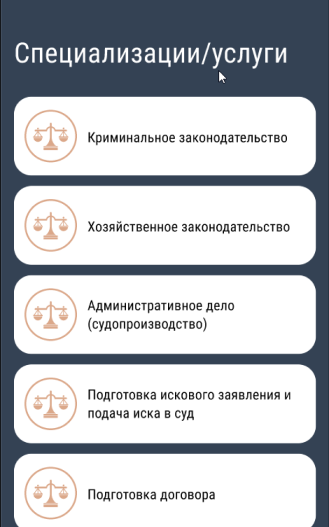 Специализации/услуги
Криминальное законодательство
Хозяйственное законодательство
Административное дело
(судопроизводство)
Подготовка искового заявления и
подача иска в суд
Подготовка договора